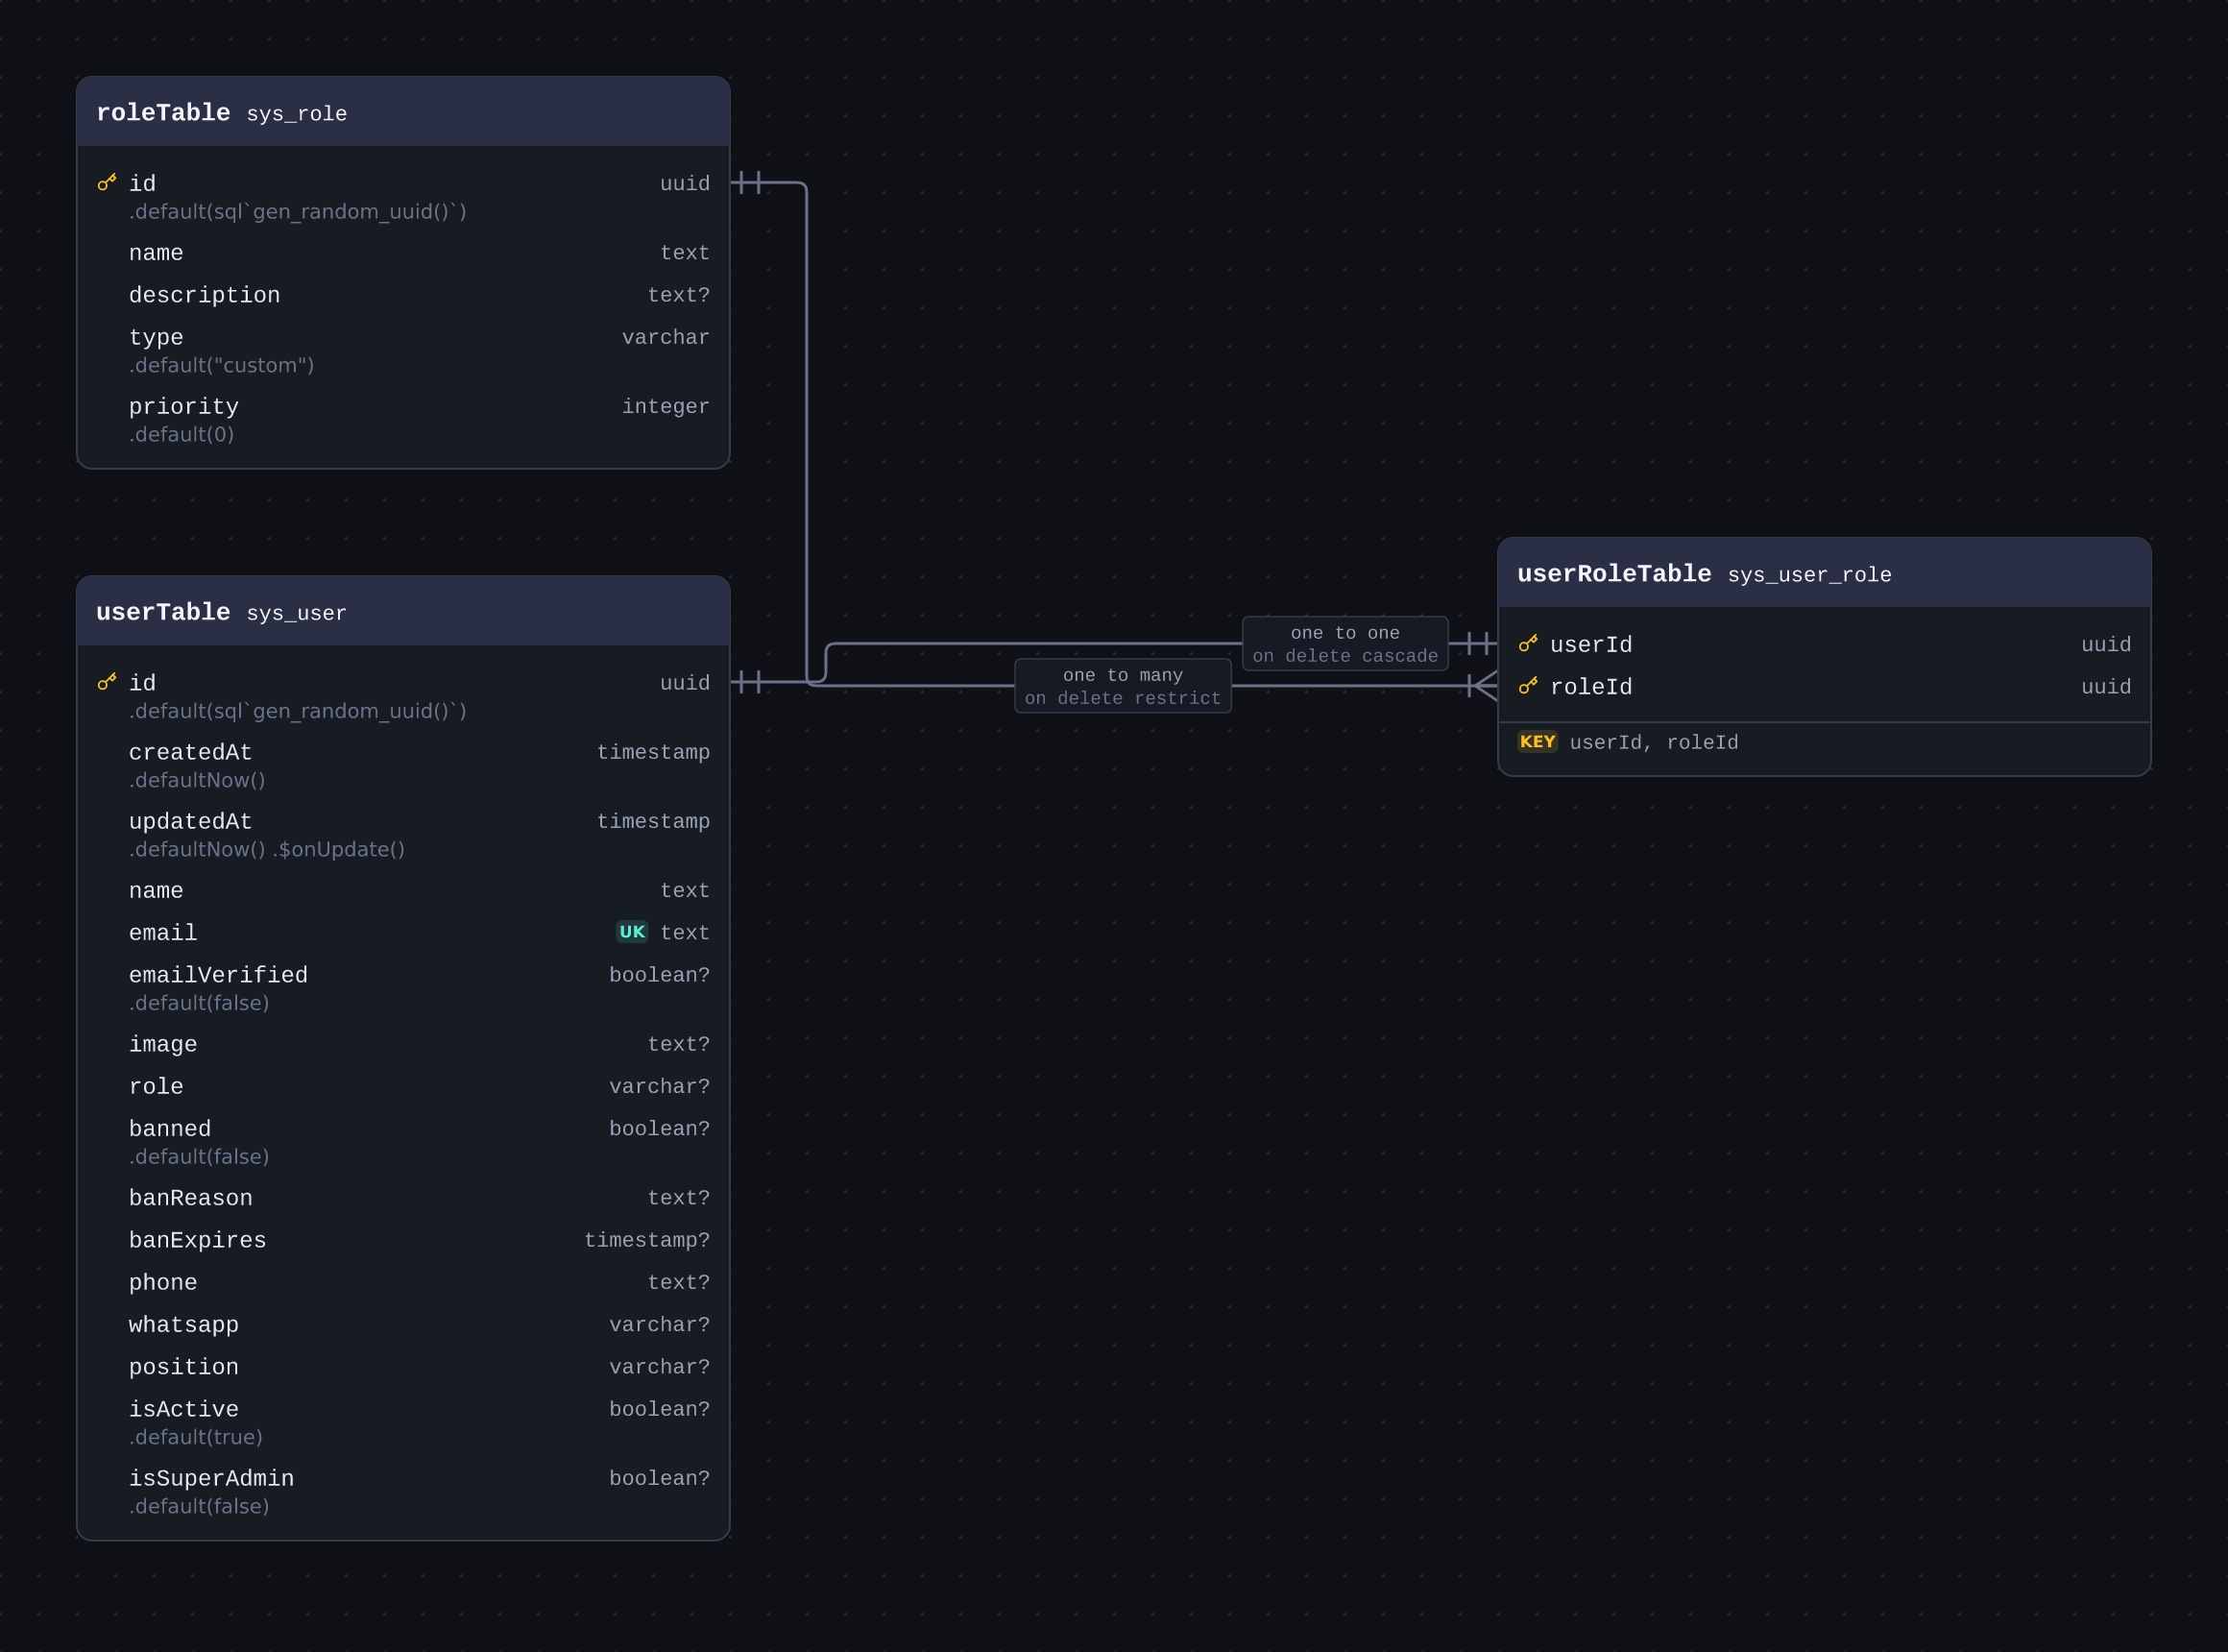 roleTable sys_role
id uuid
.default(sql`gen_random_uuid()`)
name text
description text?
type varchar
.default("custom")
priority integer
.default(0)
userTable sys_user
id uuid
.default(sql`gen_random_uuid()`)
createdAt timestamp
.defaultNow()
updatedAt timestamp
.defaultNow() .$onUpdate()
name text
email UK text
emailVerified boolean?
.default(false)
image text?
role varchar?
banned boolean?
.default(false)
banReason text?
banExpires timestamp?
phone text?
whatsapp varchar?
position varchar?
isActive boolean?
.default(true)
isSuperAdmin boolean?
.default(false)
one to one
on delete cascade
one to many
on delete restrict
userRoleTable sys_user_role
userId uuid
roleId uuid
KEY userId, roleId